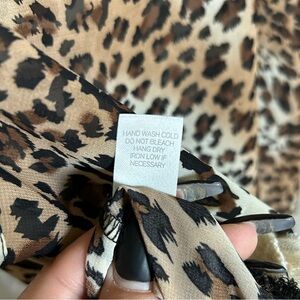 HAND WASH COLD
DO NOT BLEACH
HANG DRY
IRON LOW IF
NECESSARY